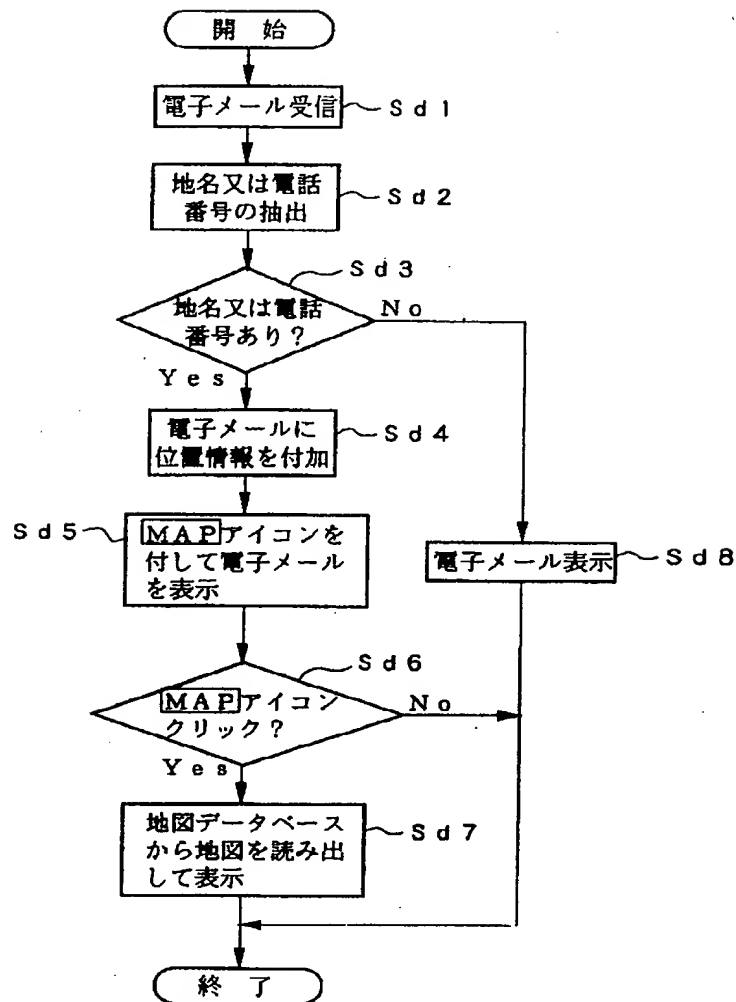 開 始
電子メール受信 Sd1
地名又は電話
番号の抽出
Sd2
Sd3
地名又は電話
番号あり?
No
Yes
電子メールに
位置情報を付加
Sd4
Sd5
MAPアイコンを
付して電子メール
を表示
電子メール表示 Sd8
Sd6
MAPアイコン
クリック?
No
Yes
地図データベース
から地図を読み出
して表示
Sd7
終 了